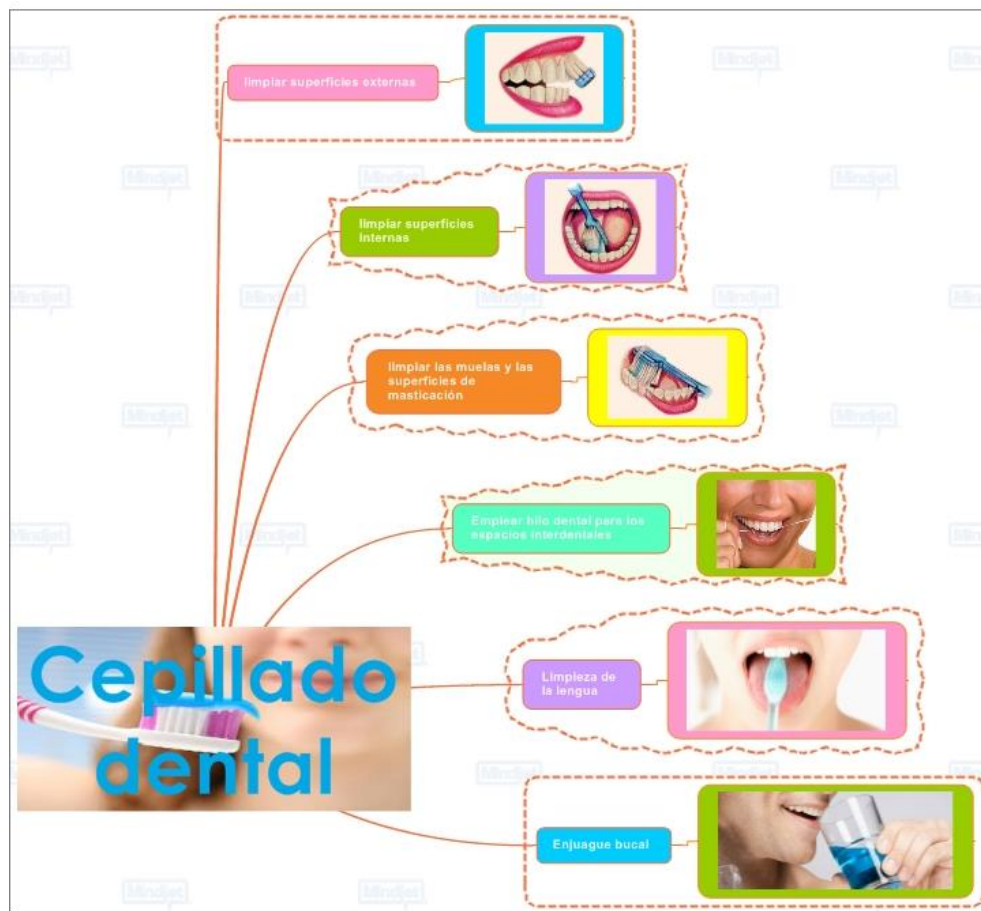 limpiar superficies externas
limpiar superficies
internas
limpiar las muelas y las
superficies de
masticación
Emplear hilo dental para los
espacios interdentales
Cepillado
dental
Limpieza de
la lengua
Enjuague bucal
Mindjet